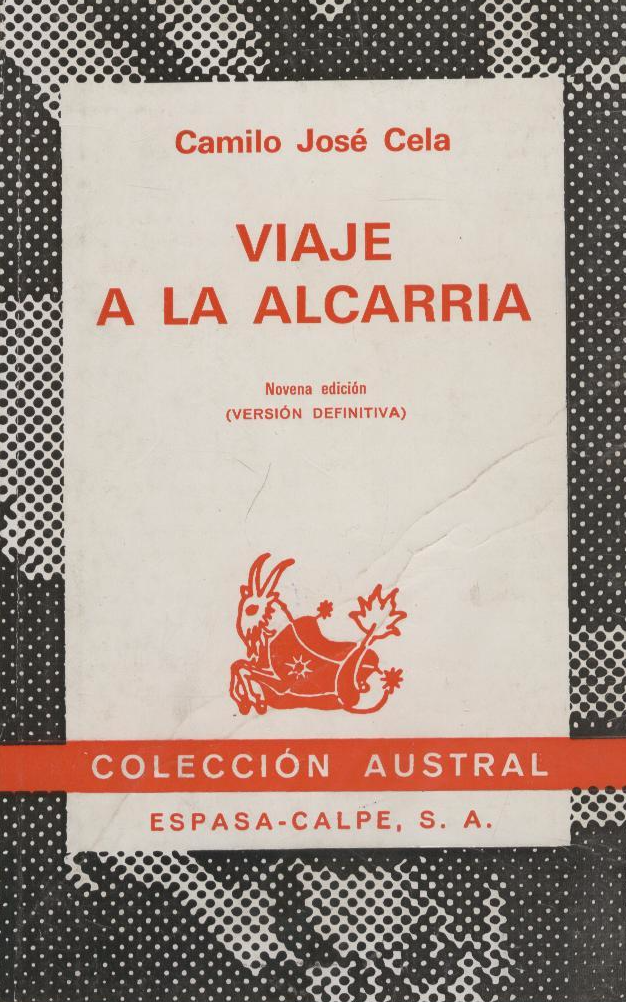 Camilo José Cela
VIAJE
A LA ALCARRIA
Novena edición
(VERSIÓN DEFINITIVA)
COLECCIÓN AUSTRAL
ESPASA-CALPE, S. A.